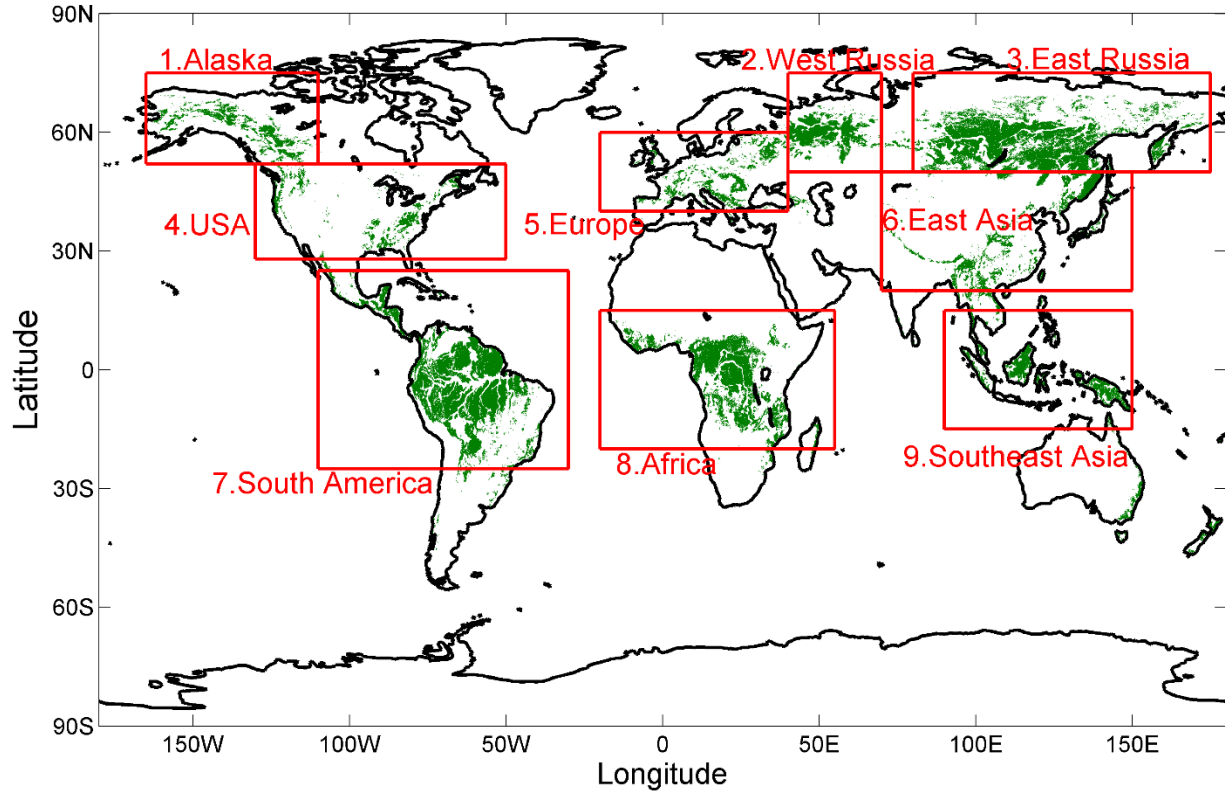 90N
1.Alaska
2.West Russia
3.East Russia
60N
4.USA
5.Europe
6.East Asia
30N
Latitude
0
7.South America
8.Africa
9.Southeast Asia
30S
60S
90S
150W
100W
50W
0
50E
100E
150E
Longitude